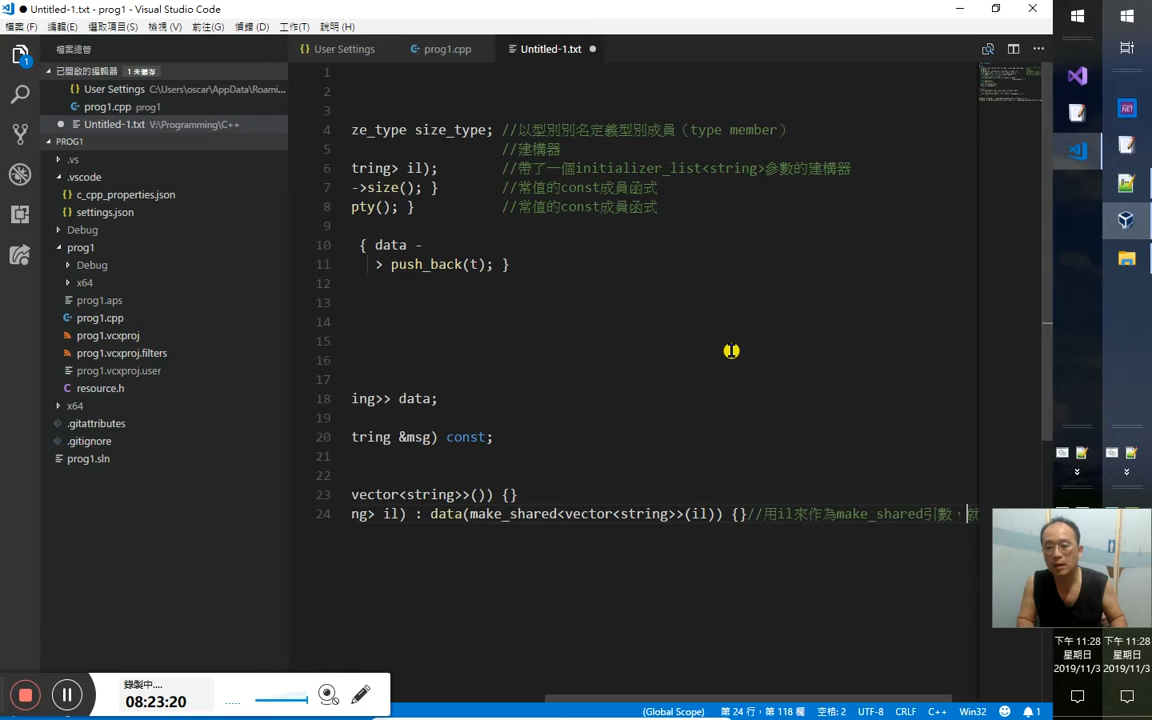 Untitled-1.txt - prog1 - Visual Studio Code
檔案(F) 編輯(E) 選取項目(S) 檢視(V) 前往(G) 偵錯(D) 工作(T) 說明(H)
檔案總管
User Settings
prog1.cpp
Untitled-1.txt
已開啟的編輯器 1 未儲存
User Settings C:\Users\oscar\AppData\Roami...
prog1.cpp prog1
Untitled-1.txt V:\Programming\C++
PROG1
.vs
.vscode
c_cpp_properties.json
settings.json
Debug
prog1
Debug
x64
prog1.aps
prog1.cpp
prog1.vcxproj
prog1.vcxproj.filters
prog1.vcxproj.user
resource.h
x64
.gitattributes
.gitignore
prog1.sln
1
2
3
4 ze_type size_type; //以型別別名定義型別成員（type member）
5 //建構器
6 tring> il); //帶了一個initializer_list<string>參數的建構器
7 ->size(); } //常值的const成員函式
8 pty(); } //常值的const成員函式
9
10 { data -
11 > push_back(t); }
12
13
14
15
16
17
18 ing>> data;
19
20 tring &msg) const;
21
22
23 vector<string>>()) {}
24 ng> il) : data(make_shared<vector<string>>(il)) {}//用il來作為make_shared引數，就
1
NET
錄製中....
08:23:20
(Global Scope) 第 24 行，第 118 欄 空格: 2 UTF-8 CRLF C++ Win32 1
下午 11:28
星期日
2019/11/3
下午 11:28
星期日
2019/11/3